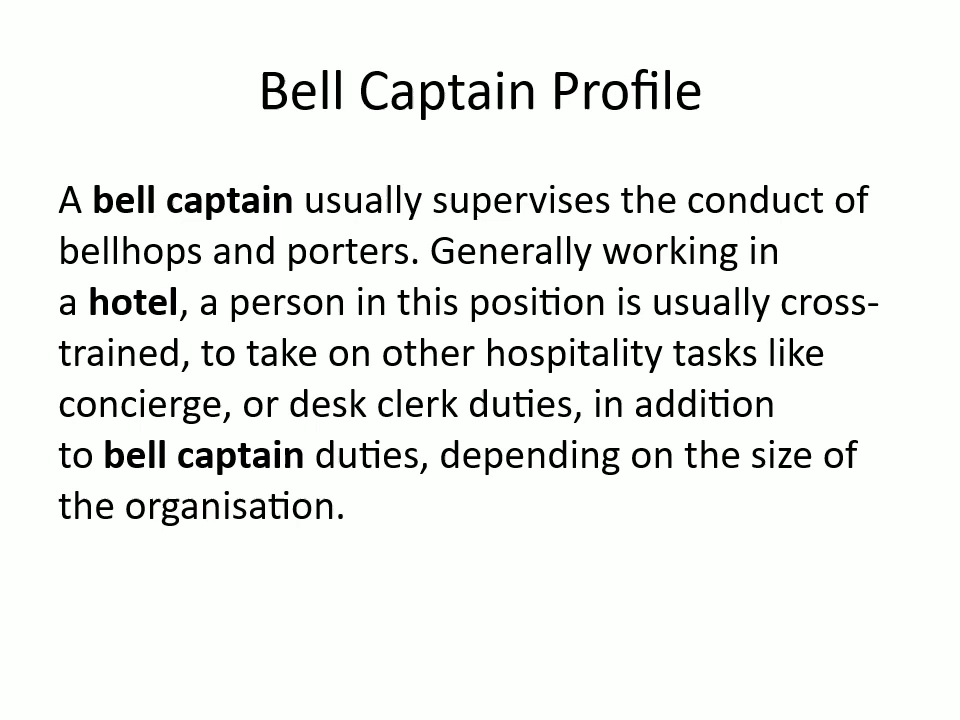 Bell Captain Profile
A bell captain usually supervises the conduct of
bellhops and porters. Generally working in
a hotel, a person in this position is usually cross-
trained, to take on other hospitality tasks like
concierge, or desk clerk duties, in addition
to bell captain duties, depending on the size of
the organisation.